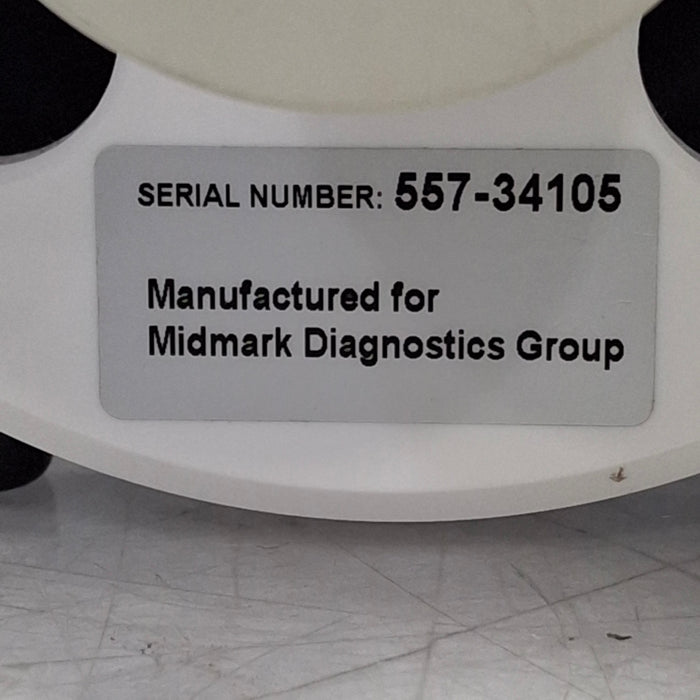 SERIAL NUMBER: 557-34105
Manufactured for
Midmark Diagnostics Group